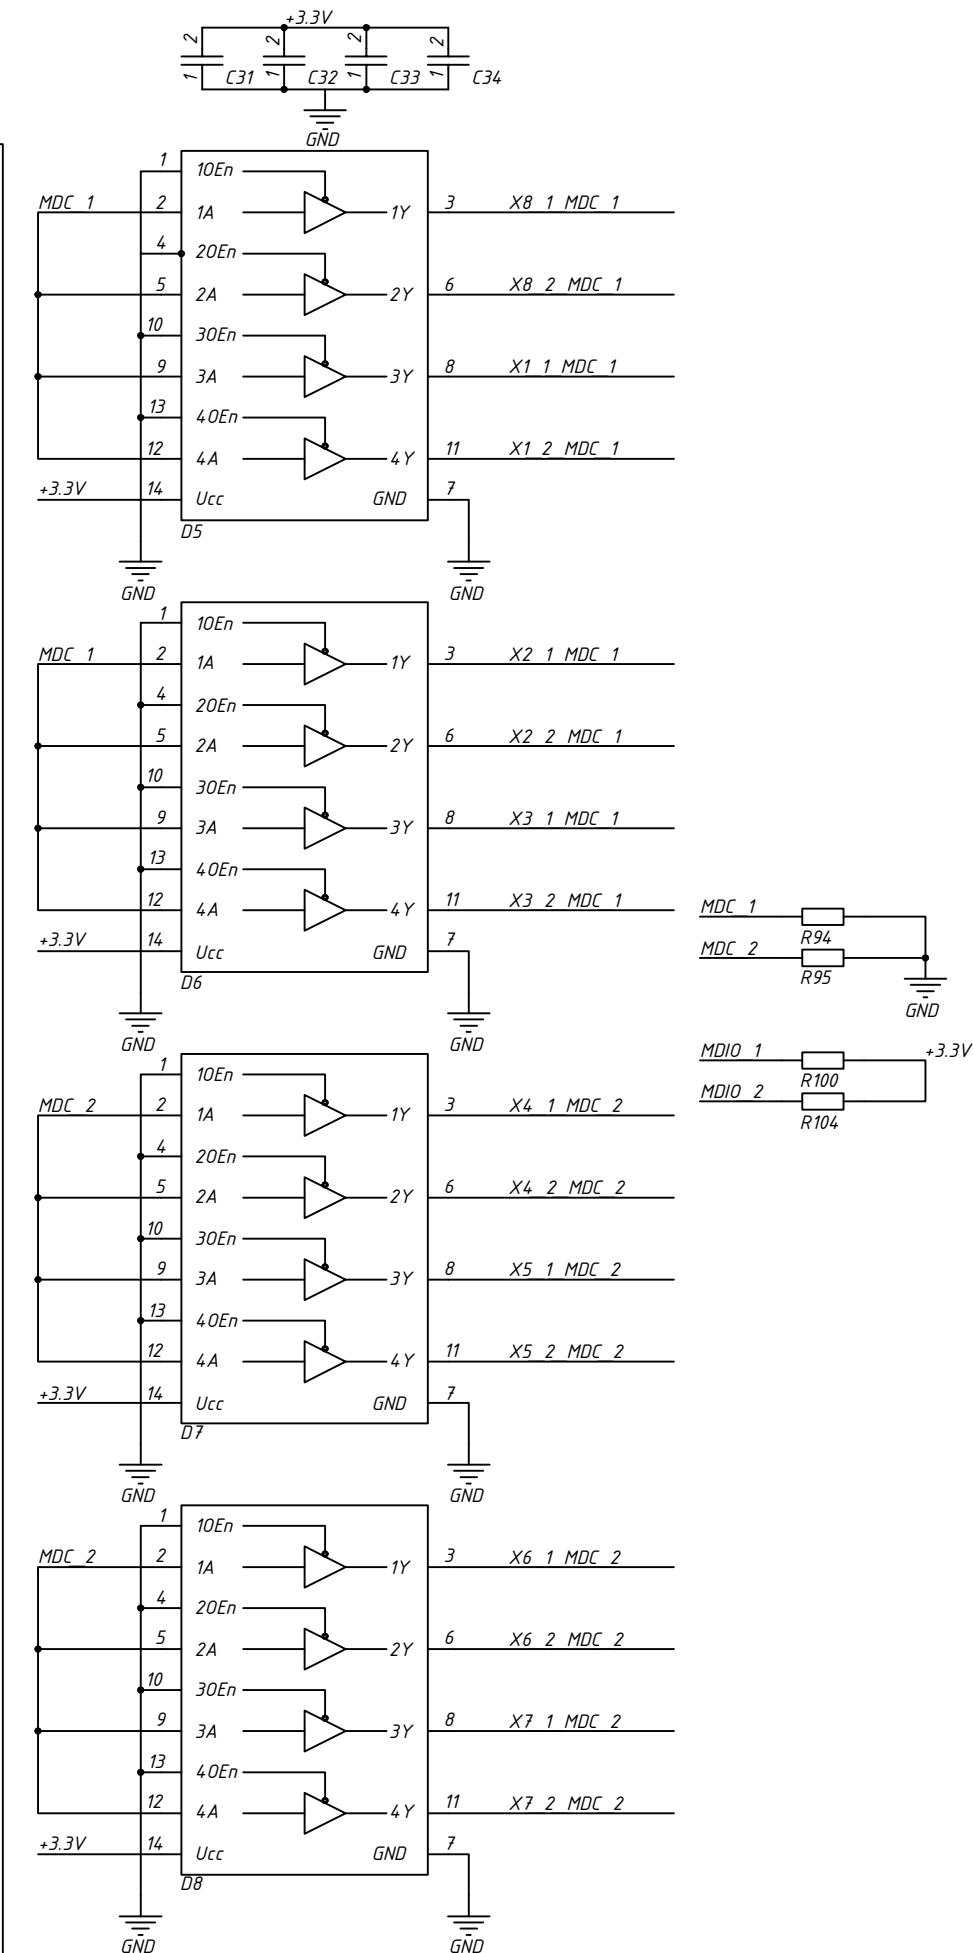 +3.3V
2 2 2 2
1 C31 1 C32 1 C33 1 C34
GND
1 1OEn
MDC_1 2 1A 1Y 3 X8_1_MDC_1
4 2OEn
5 2A 2Y 6 X8_2_MDC_1
10 3OEn
9 3A 3Y 8 X1_1_MDC_1
13 4OEn
12 4A 4Y 11 X1_2_MDC_1
+3.3V 14 Ucc GND 7
D5
GND GND
1 1OEn
MDC_1 2 1A 1Y 3 X2_1_MDC_1
4 2OEn
5 2A 2Y 6 X2_2_MDC_1
10 3OEn
9 3A 3Y 8 X3_1_MDC_1
13 4OEn
12 4A 4Y 11 X3_2_MDC_1
+3.3V 14 Ucc GND 7
D6
GND GND
MDC_1 R94
MDC_2 R95
GND
MDIO_1 R100 +3.3V
MDIO_2 R104
1 1OEn
MDC_2 2 1A 1Y 3 X4_1_MDC_2
4 2OEn
5 2A 2Y 6 X4_2_MDC_2
10 3OEn
9 3A 3Y 8 X5_1_MDC_2
13 4OEn
12 4A 4Y 11 X5_2_MDC_2
+3.3V 14 Ucc GND 7
D7
GND GND
1 1OEn
MDC_2 2 1A 1Y 3 X6_1_MDC_2
4 2OEn
5 2A 2Y 6 X6_2_MDC_2
10 3OEn
9 3A 3Y 8 X7_1_MDC_2
13 4OEn
12 4A 4Y 11 X7_2_MDC_2
+3.3V 14 Ucc GND 7
D8
GND GND